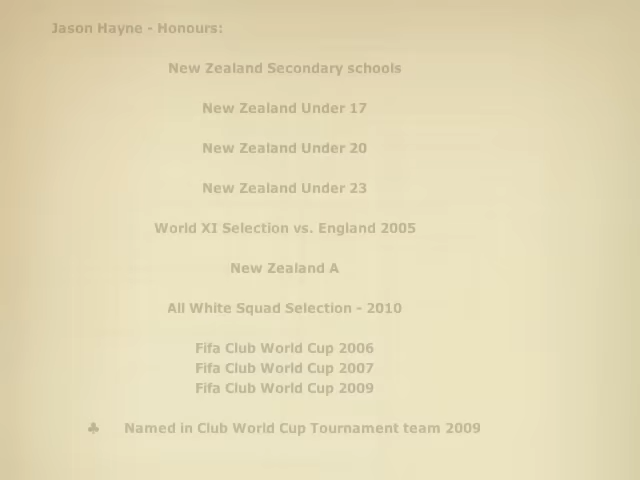 Jason Hayne - Honours:
New Zealand Secondary schools
New Zealand Under 17
New Zealand Under 20
New Zealand Under 23
World XI Selection vs. England 2005
New Zealand A
All White Squad Selection - 2010
Fifa Club World Cup 2006
Fifa Club World Cup 2007
Fifa Club World Cup 2009
♣ Named in Club World Cup Tournament team 2009